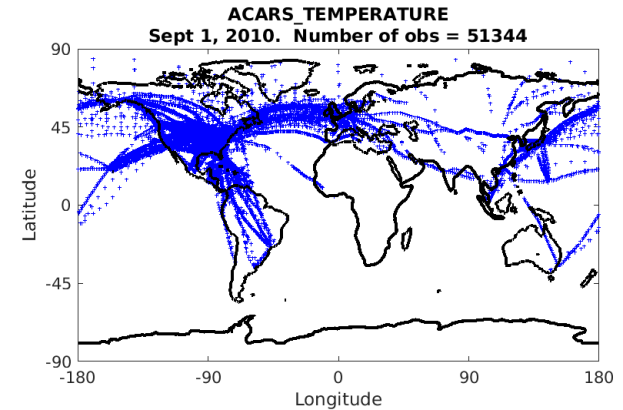 ACARS_TEMPERATURE
Sept 1, 2010.  Number of obs = 51344
90
45
0
-45
-90
Latitude
-180
-90
0
90
180
Longitude